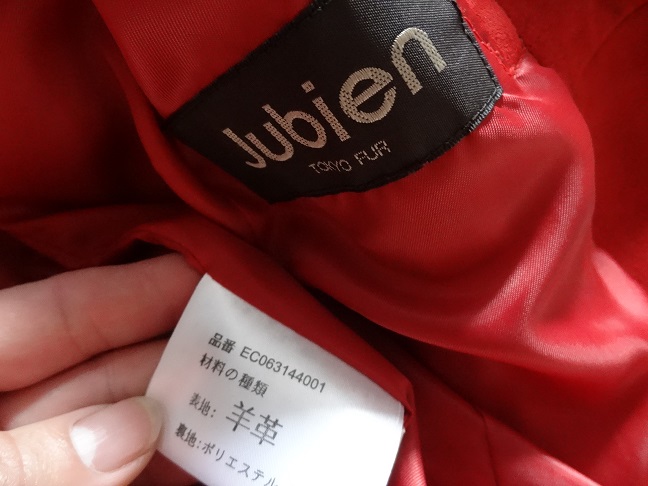 Jubien
TOKYO FUR
品番 EC063144001
材料の種類
表地: 羊革
裏地:ポリエステル